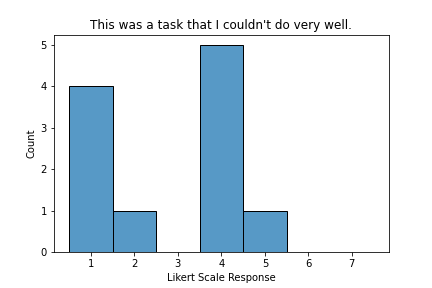 This was a task that I couldn't do very well.
5
4
3
2
1
0
Count
1 2 3 4 5 6 7
Likert Scale Response